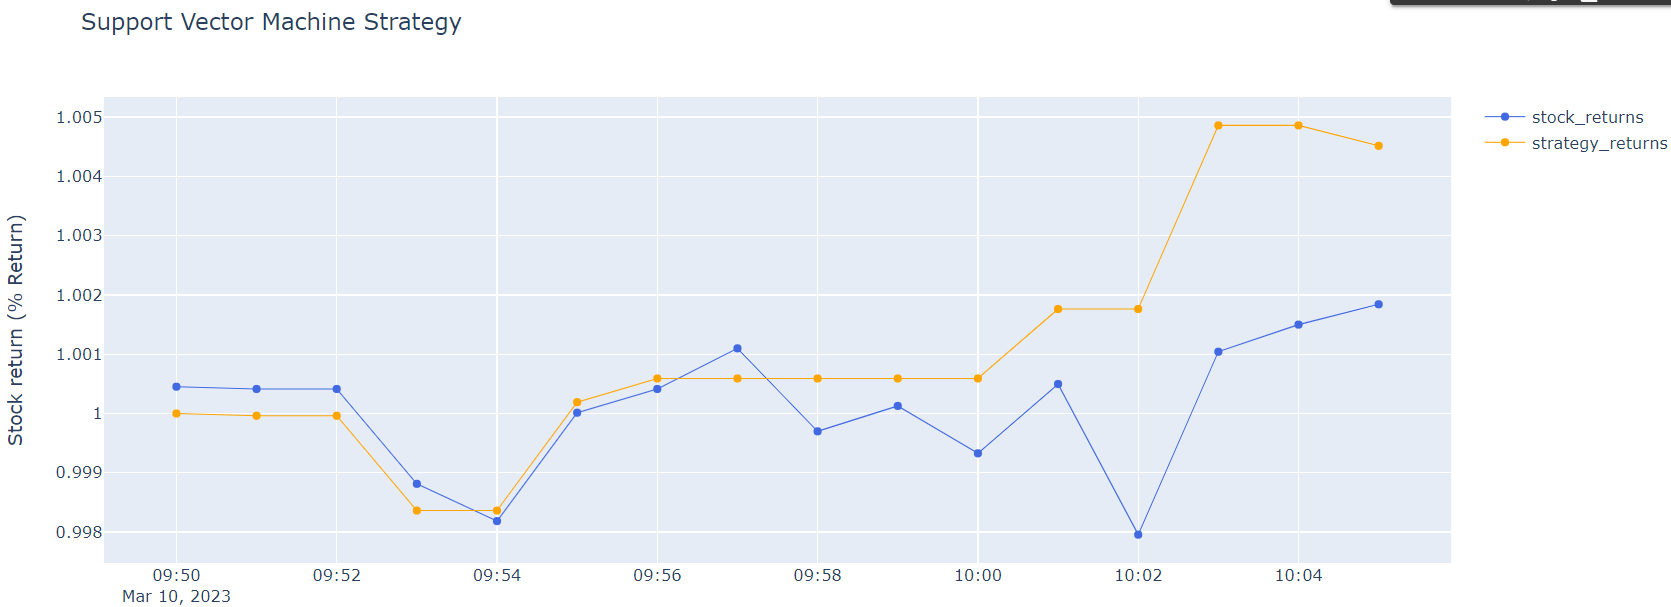 Support Vector Machine Strategy
stock_returns
strategy_returns
Stock return (% Return)
1.005
1.004
1.003
1.002
1.001
1
0.999
0.998
09:50 09:52 09:54 09:56 09:58 10:00 10:02 10:04
Mar 10, 2023